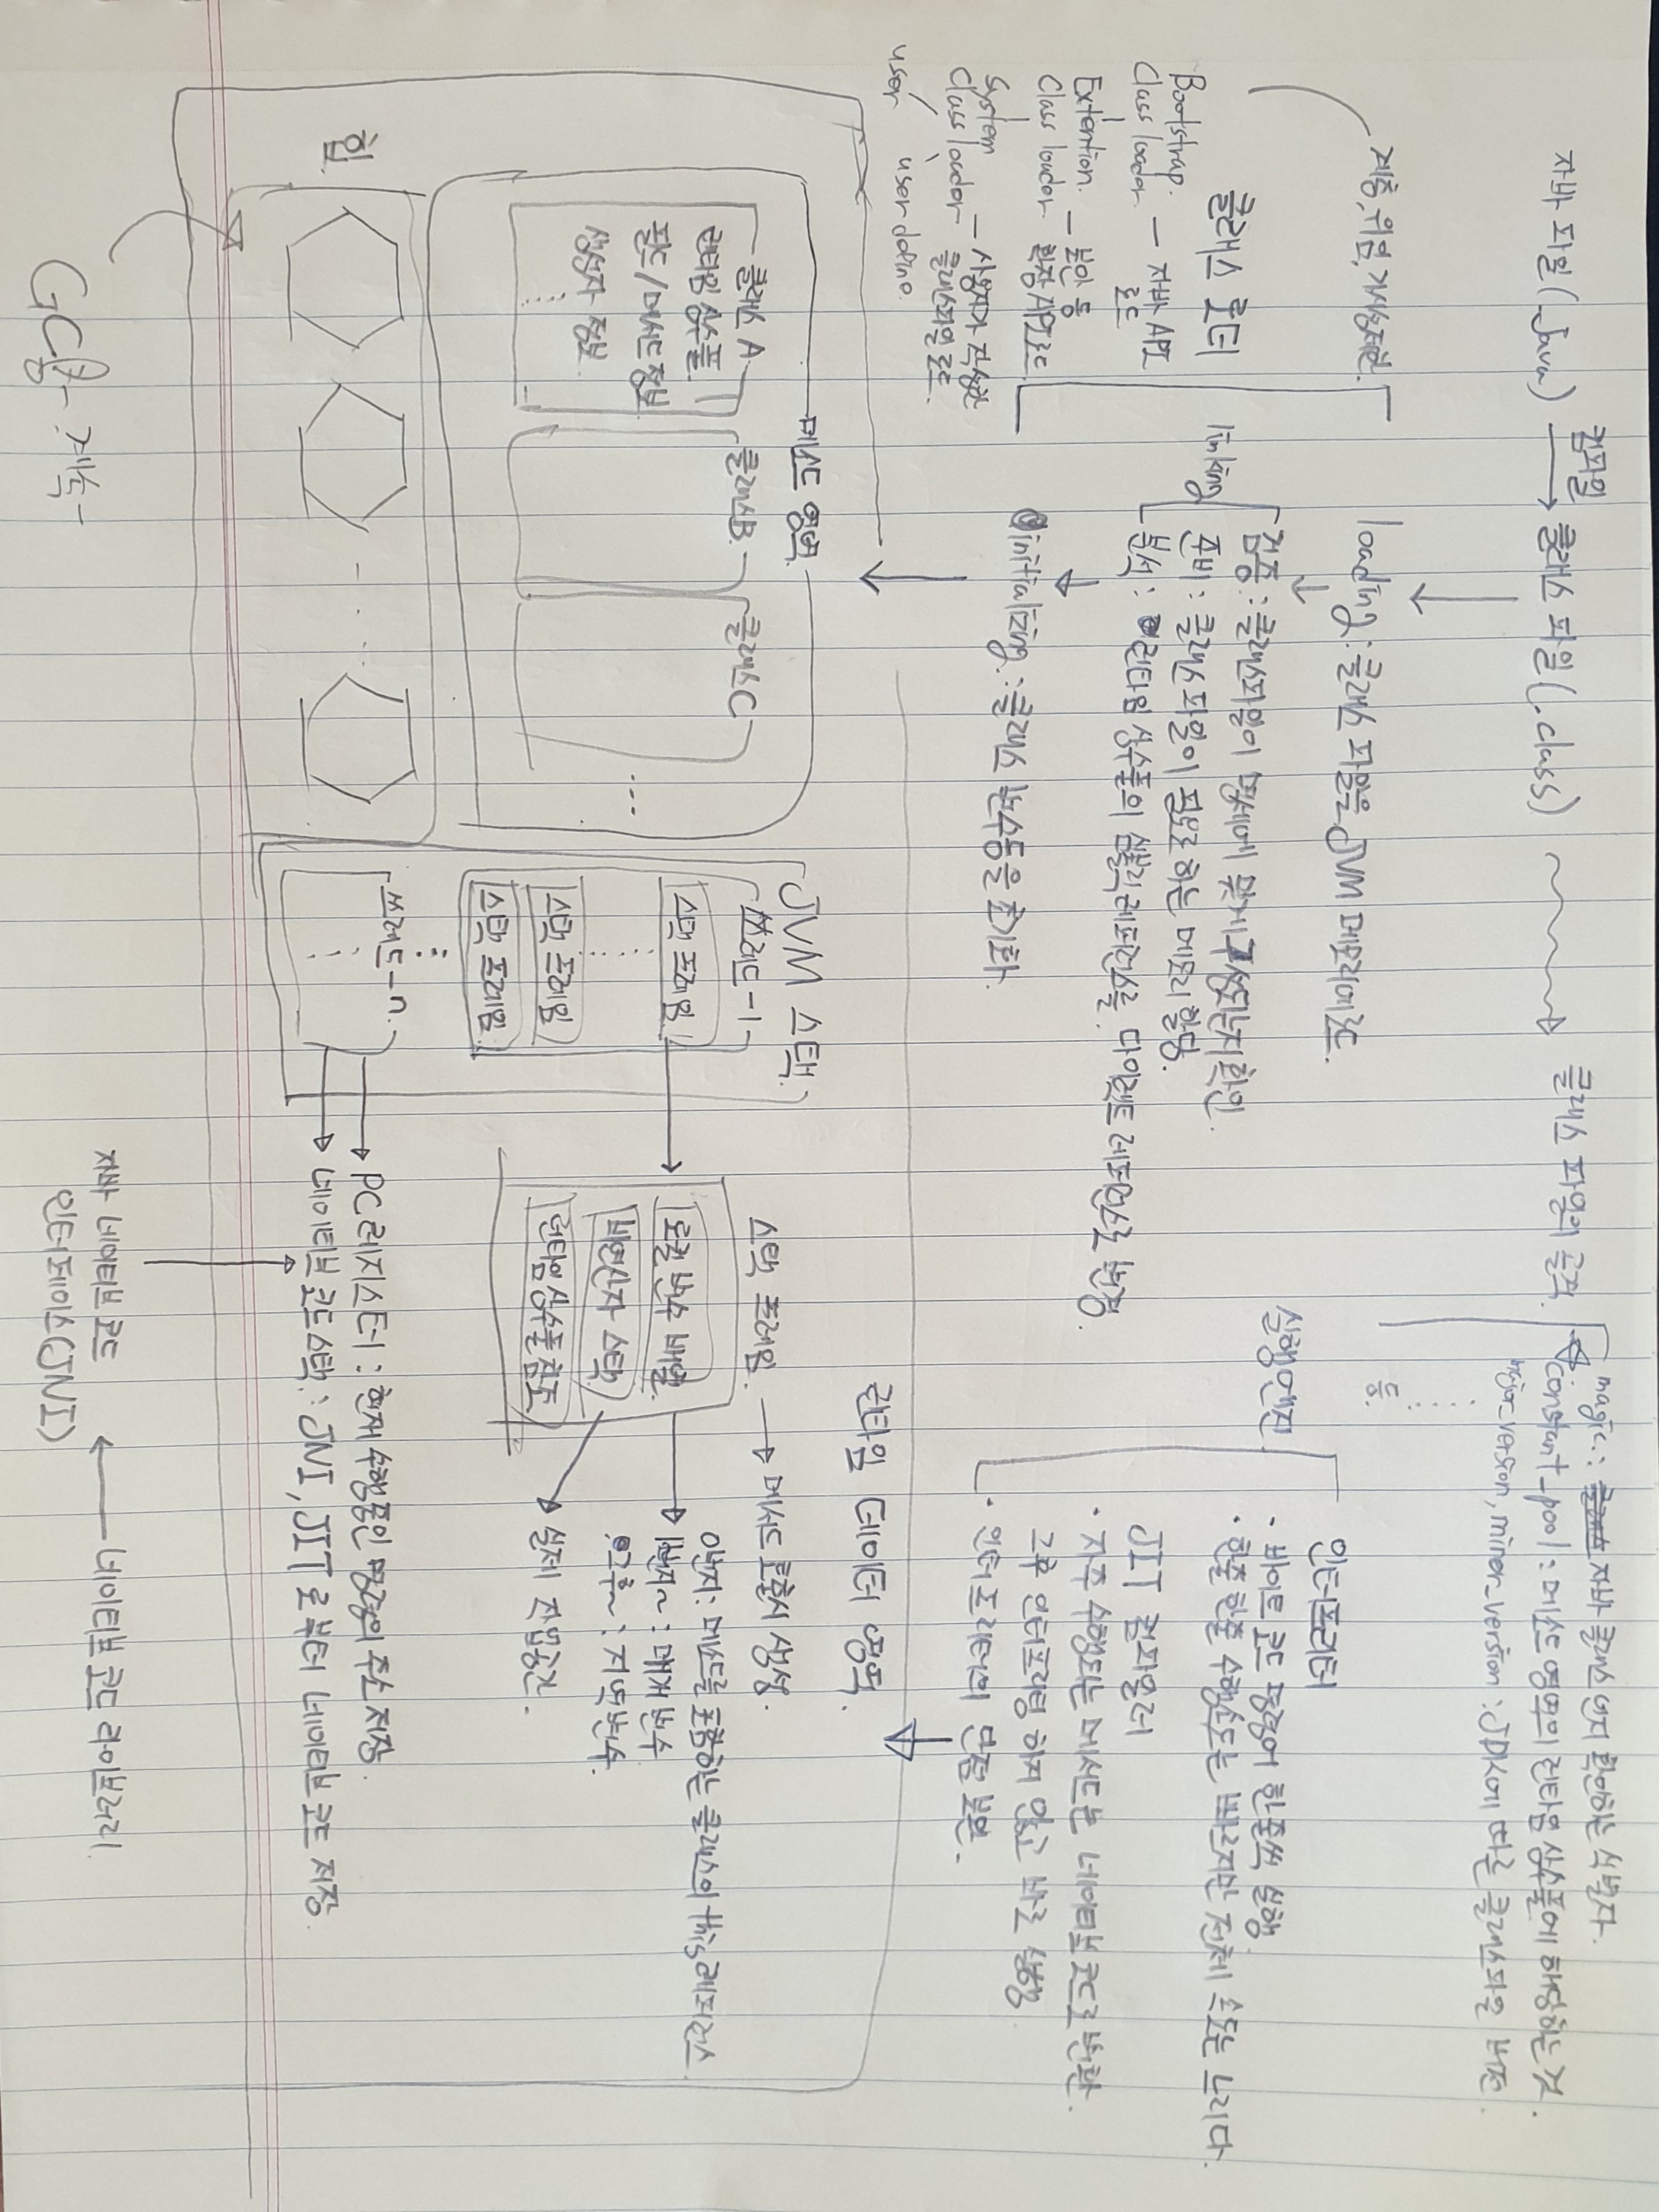 자바 파일(.Java)
컴파일
클래스 파일(.class)
클래스 파일의 골격
magic : 자바 클래스 인지 확인하는 식별자.
constant_pool : 메소드 영역의 런타임 상수풀에 해당하는 것.
major_version, minor_version : JDK에 따른 클래스파일 버전.
등.
계층, 위임, 가시성제한
loading : 클래스 파일을 JVM 메모리에 로드.
linking
검증 : 클래스파일이 명세에 맞게 구성되는지 확인.
준비 : 클래스파일이 필요로 하는 메모리 할당.
분석 : 런타임 상수풀의 심볼릭 레퍼런스를 다이렉트 레퍼런스로 변경.
initializing : 클래스 변수등을 초기화.
클래스 로더
Bootstrap.
Class loader
자바 API
로드
Extention.
Class loader
보안 등
확장 API로드
System
Class loader
사용자가 작성한
클래스파일 로드.
user
user define.
실행엔진
인터프리터
· 바이트 코드 명령어 한줄씩 실행.
· 한줄 한줄 수행속도는 빠르지만 전체 속도는 느리다.
JIT 컴파일러
· 자주 수행되는 메서드는 네이티브 코드로 변환.
그후 인터프리팅 하지 않고 바로 실행
· 인터프리터의 단점 보완.
런타임 데이터 영역.
메소드 영역
클래스 A
런타임 상수풀
필드/메서드 정보
생성자 정보
클래스B
클래스C
...
JVM 스택
쓰레드-1
스택 프레임
스택 프레임
스택 프레임
쓰레드-n
스택 프레임
메서드 호출시 생성.
로컬 변수 배열
피연산자 스택
런타임 상수풀 참조
0번지: 메소드를 포함하는 클래스의 this 레퍼런스
1번지~ : 매개 변수
그후~ : 지역변수.
실제 작업공간.
PC 레지스터 : 현재 수행중인 명령의 주소 저장.
네이티브 코드 스택 : JNI, JIT로부터 네이티브 코드 저장.
힙
GC
-계속-
자바 네이티브 코드
인터페이스(JNI)
네이티브 코드 라이브러리.